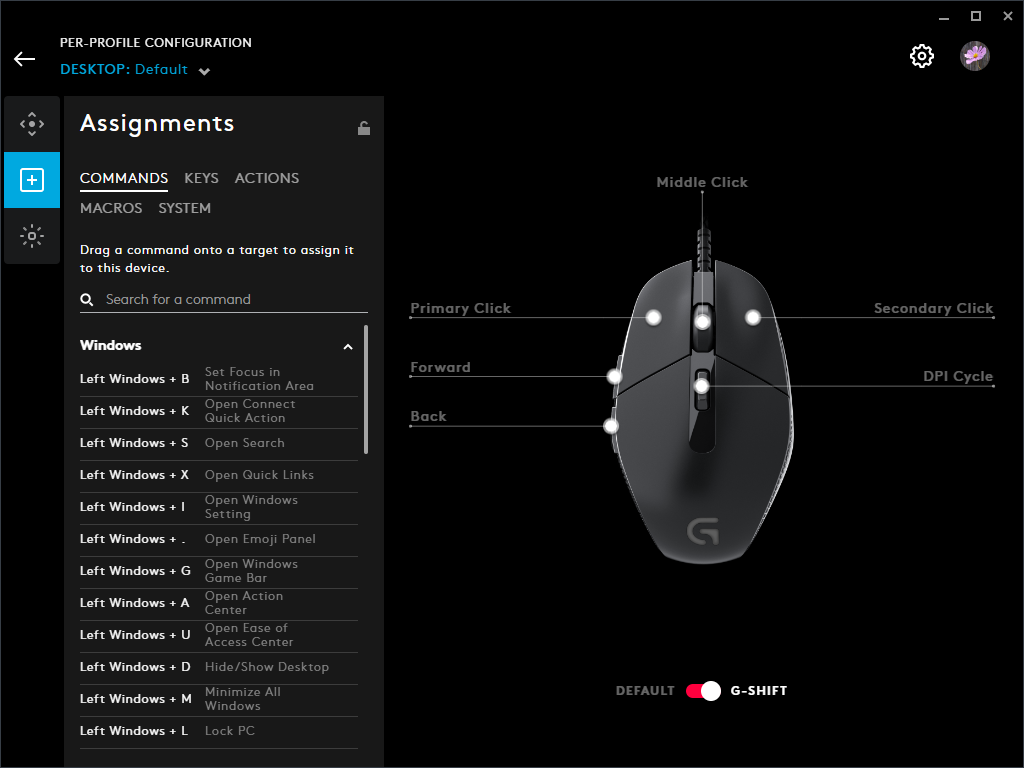 PER-PROFILE CONFIGURATION
DESKTOP: Default
Assignments
COMMANDS KEYS ACTIONS
MACROS SYSTEM
Drag a command onto a target to assign it
to this device.
Search for a command
Windows
Left Windows + B Set Focus in
Notification Area
Left Windows + K Open Connect
Quick Action
Left Windows + S Open Search
Left Windows + X Open Quick Links
Left Windows + I Open Windows
Setting
Left Windows + . Open Emoji Panel
Left Windows + G Open Windows
Game Bar
Left Windows + A Open Action
Center
Left Windows + U Open Ease of
Access Center
Left Windows + D Hide/Show Desktop
Left Windows + M Minimize All
Windows
Left Windows + L Lock PC
Middle Click
Primary Click
Secondary Click
Forward
DPI Cycle
Back
G
DEFAULT G-SHIFT